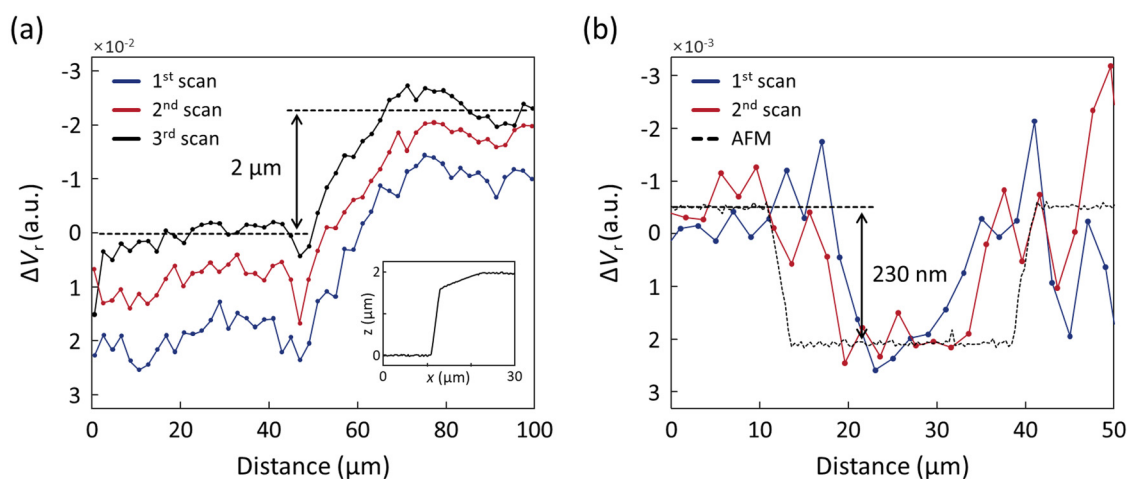 (a)
×10⁻²
-3
-2
-1
0
1
2
3
ΔVr (a.u.)
1st scan
2nd scan
3rd scan
2 μm
2
0
z (μm)
0
30
x (μm)
0
20
40
60
80
100
Distance (μm)
(b)
×10⁻³
-3
-2
-1
0
1
2
3
ΔVr (a.u.)
1st scan
2nd scan
AFM
230 nm
0
10
20
30
40
50
Distance (μm)